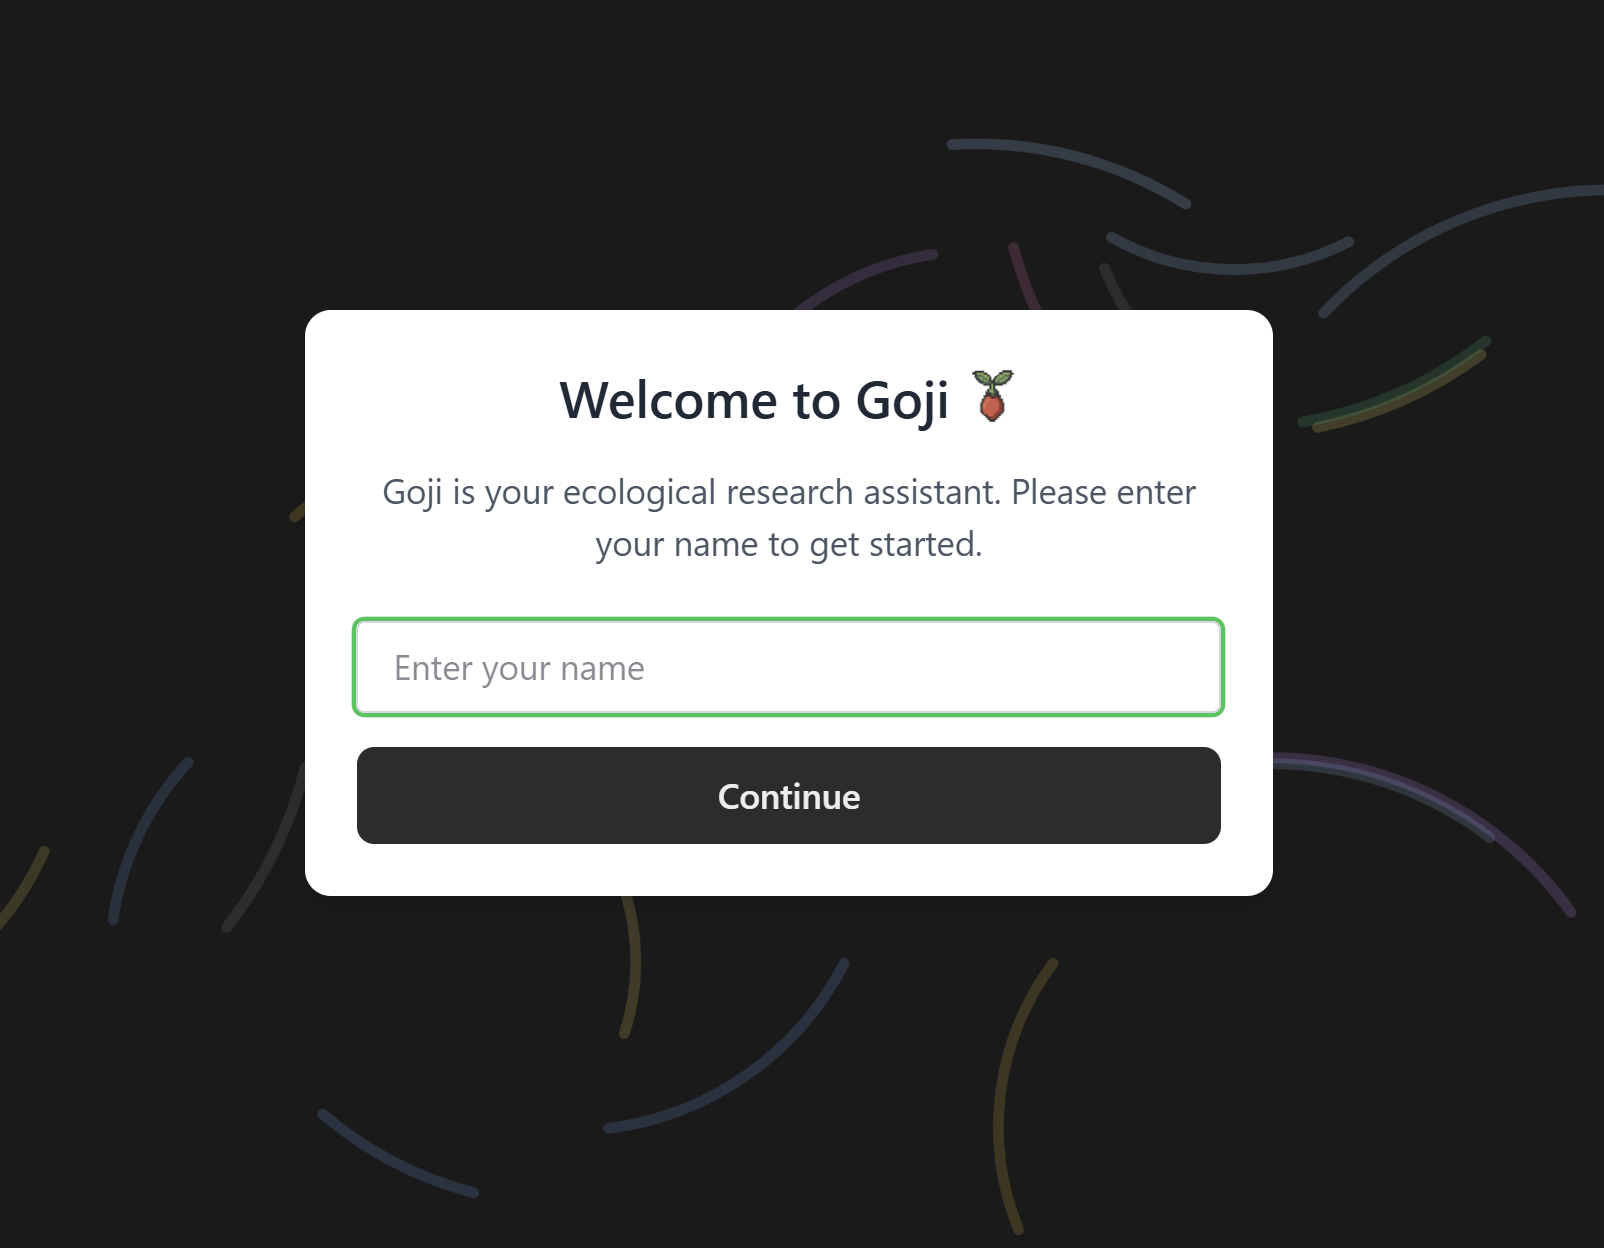 Welcome to Goji
Goji is your ecological research assistant. Please enter
your name to get started.
Enter your name
Continue